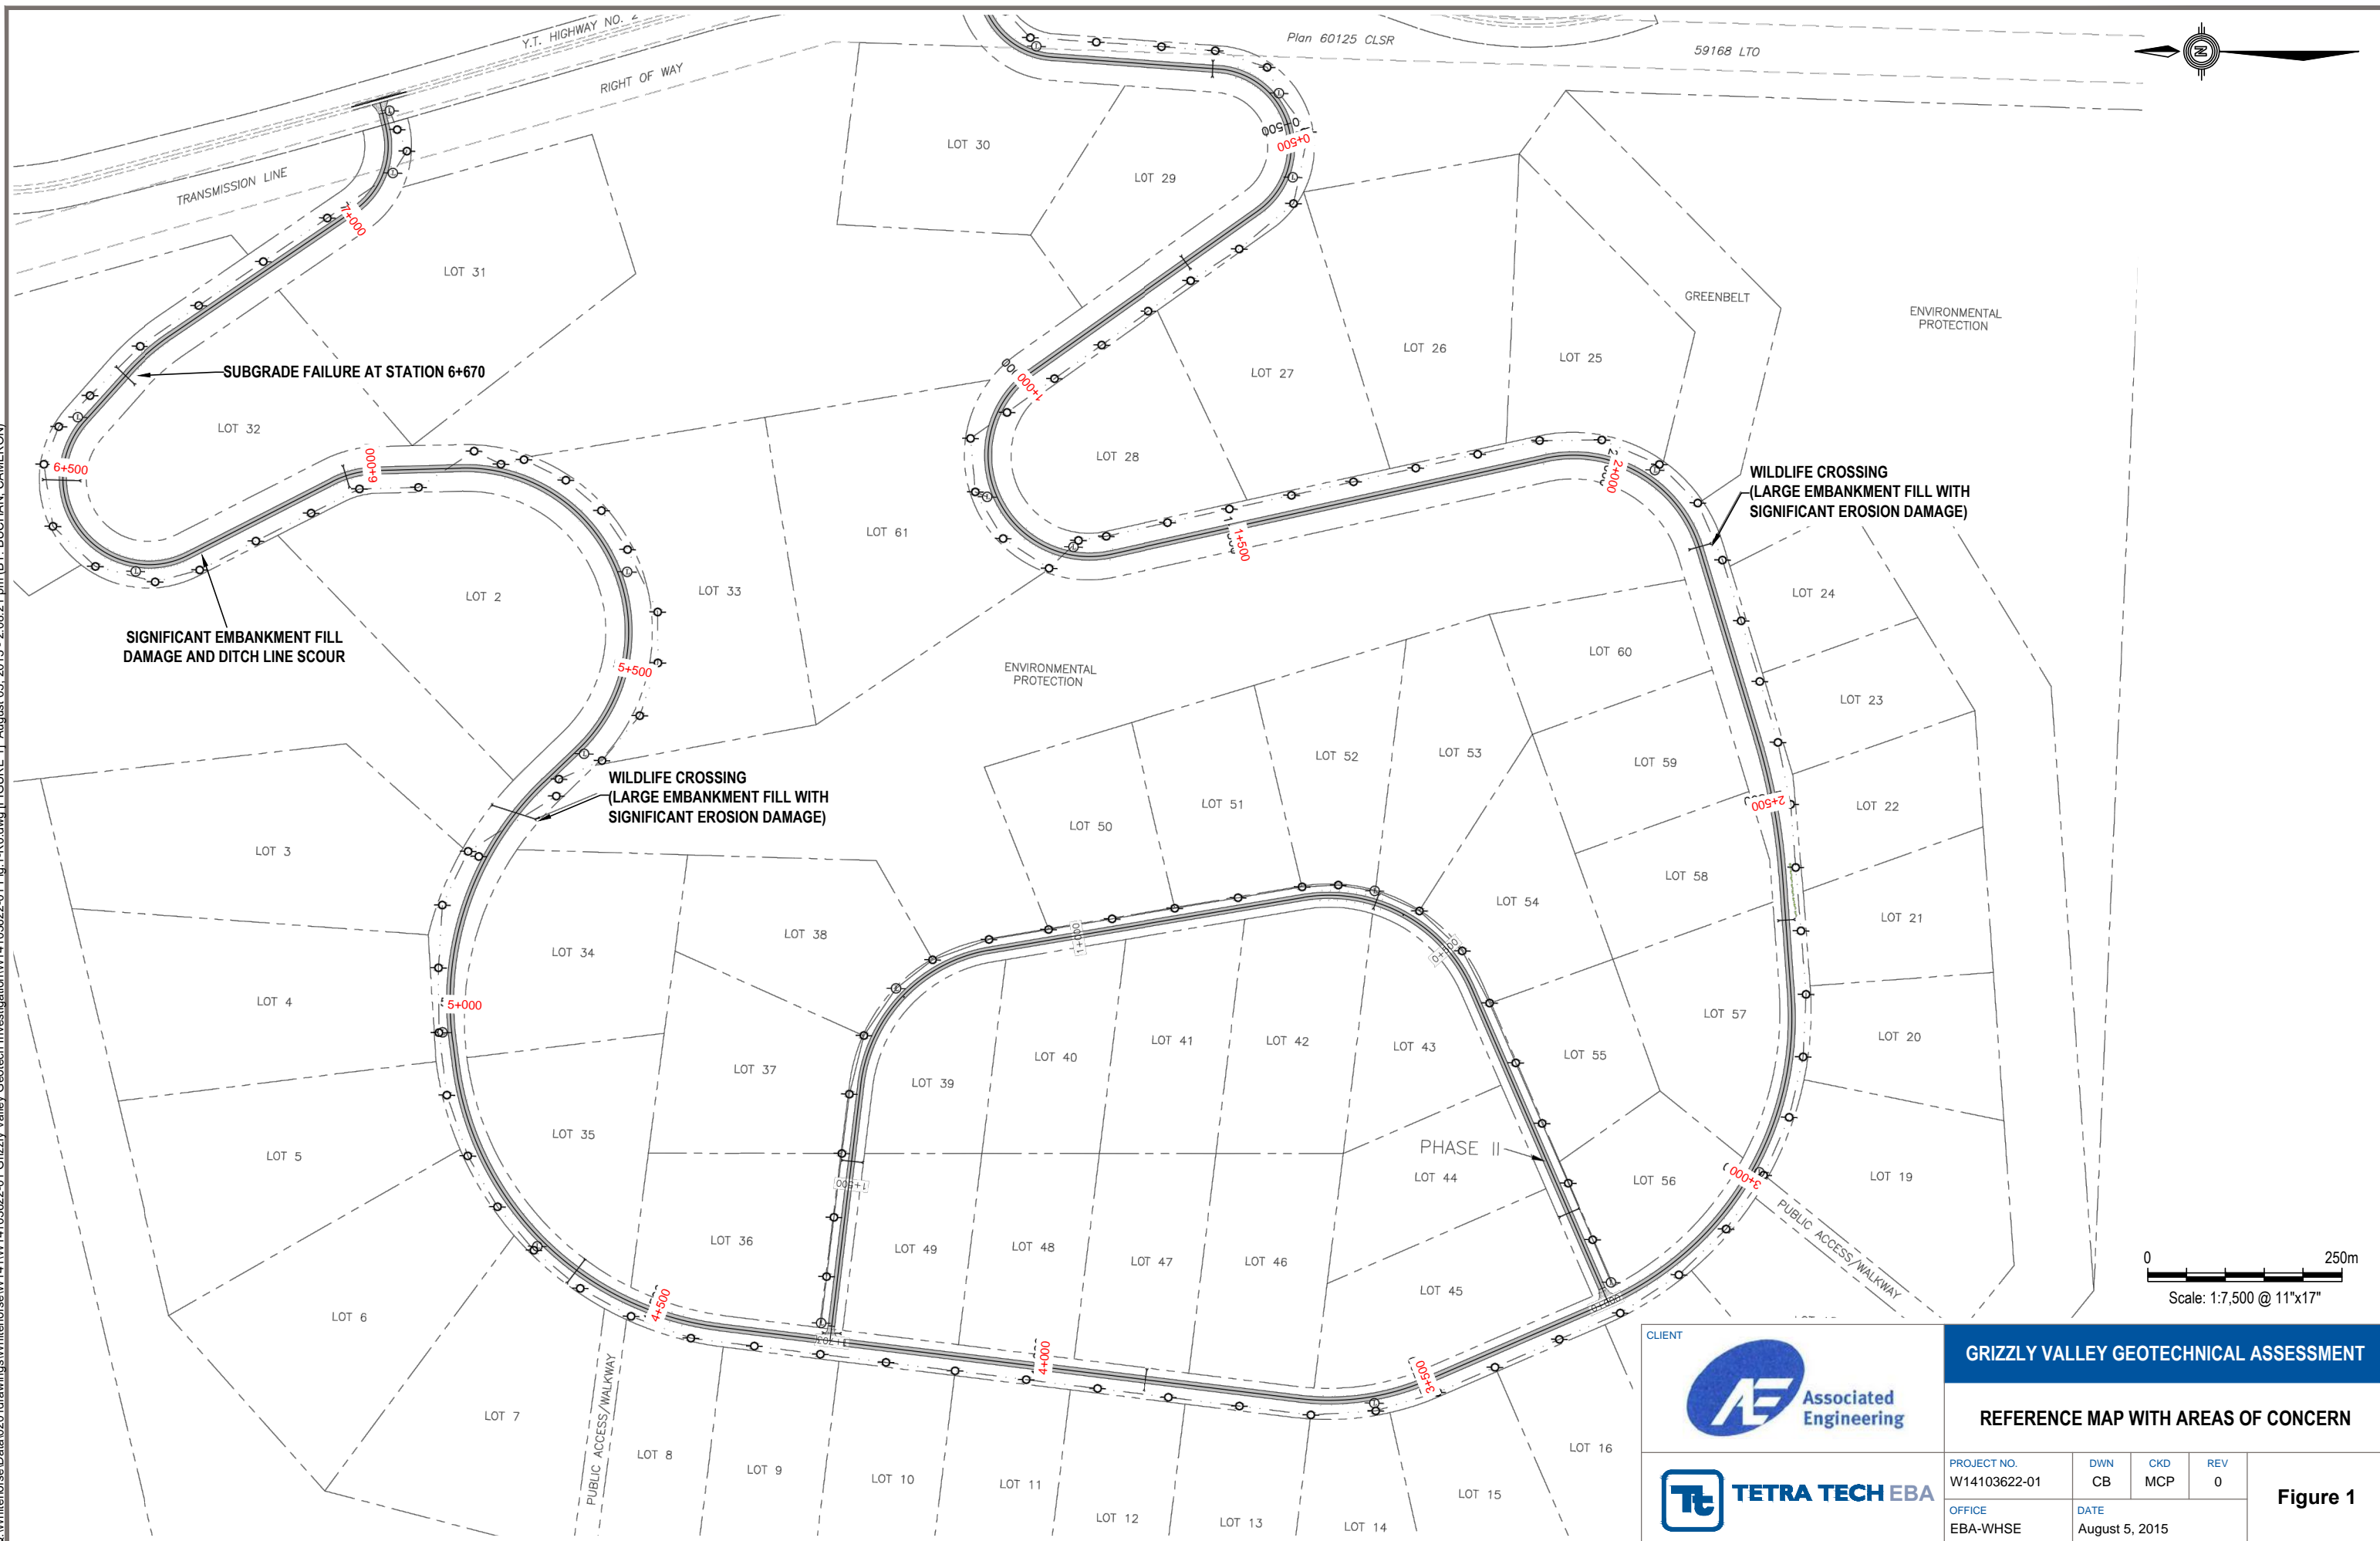 Y.T. HIGHWAY NO. 2
RIGHT OF WAY
TRANSMISSION LINE
Plan 60125 CLSR
59168 LTO
LOT 30
LOT 29
0+500
0+500
7+000
LOT 31
GREENBELT
ENVIRONMENTAL
PROTECTION
LOT 26
LOT 25
LOT 27
SUBGRADE FAILURE AT STATION 6+670
1+000
LOT 32
LOT 28
6+500
6+000
2+000
WILDLIFE CROSSING
(LARGE EMBANKMENT FILL WITH
SIGNIFICANT EROSION DAMAGE)
LOT 61
1+500
LOT 2
LOT 33
LOT 24
SIGNIFICANT EMBANKMENT FILL
DAMAGE AND DITCH LINE SCOUR
5+500
ENVIRONMENTAL
PROTECTION
LOT 60
LOT 23
LOT 52
LOT 53
LOT 59
WILDLIFE CROSSING
(LARGE EMBANKMENT FILL WITH
SIGNIFICANT EROSION DAMAGE)
LOT 51
2+500
LOT 22
LOT 50
LOT 3
LOT 58
LOT 54
LOT 21
LOT 38
1+000
LOT 34
0+500
LOT 4
5+000
LOT 57
LOT 20
LOT 41
LOT 42
LOT 43
LOT 55
LOT 40
LOT 37
LOT 39
LOT 35
PHASE II
LOT 5
LOT 44
3+000
LOT 56
LOT 19
1+500
PUBLIC ACCESS/WALKWAY
LOT 36
LOT 49
LOT 48
LOT 47
LOT 46
LOT 45
0
250m
Scale: 1:7,500 @ 11"x17"
4+500
LOT 6
4+000
3+500
PUBLIC ACCESS/WALKWAY
LOT 7
LOT 8
LOT 9
LOT 10
LOT 11
LOT 12
LOT 13
LOT 14
LOT 15
LOT 16
CLIENT
AE Associated
Engineering
GRIZZLY VALLEY GEOTECHNICAL ASSESSMENT
REFERENCE MAP WITH AREAS OF CONCERN
Tt TETRA TECH EBA
PROJECT NO.
W14103622-01
DWN
CB
CKD
MCP
REV
0
OFFICE
EBA-WHSE
DATE
August 5, 2015
Figure 1